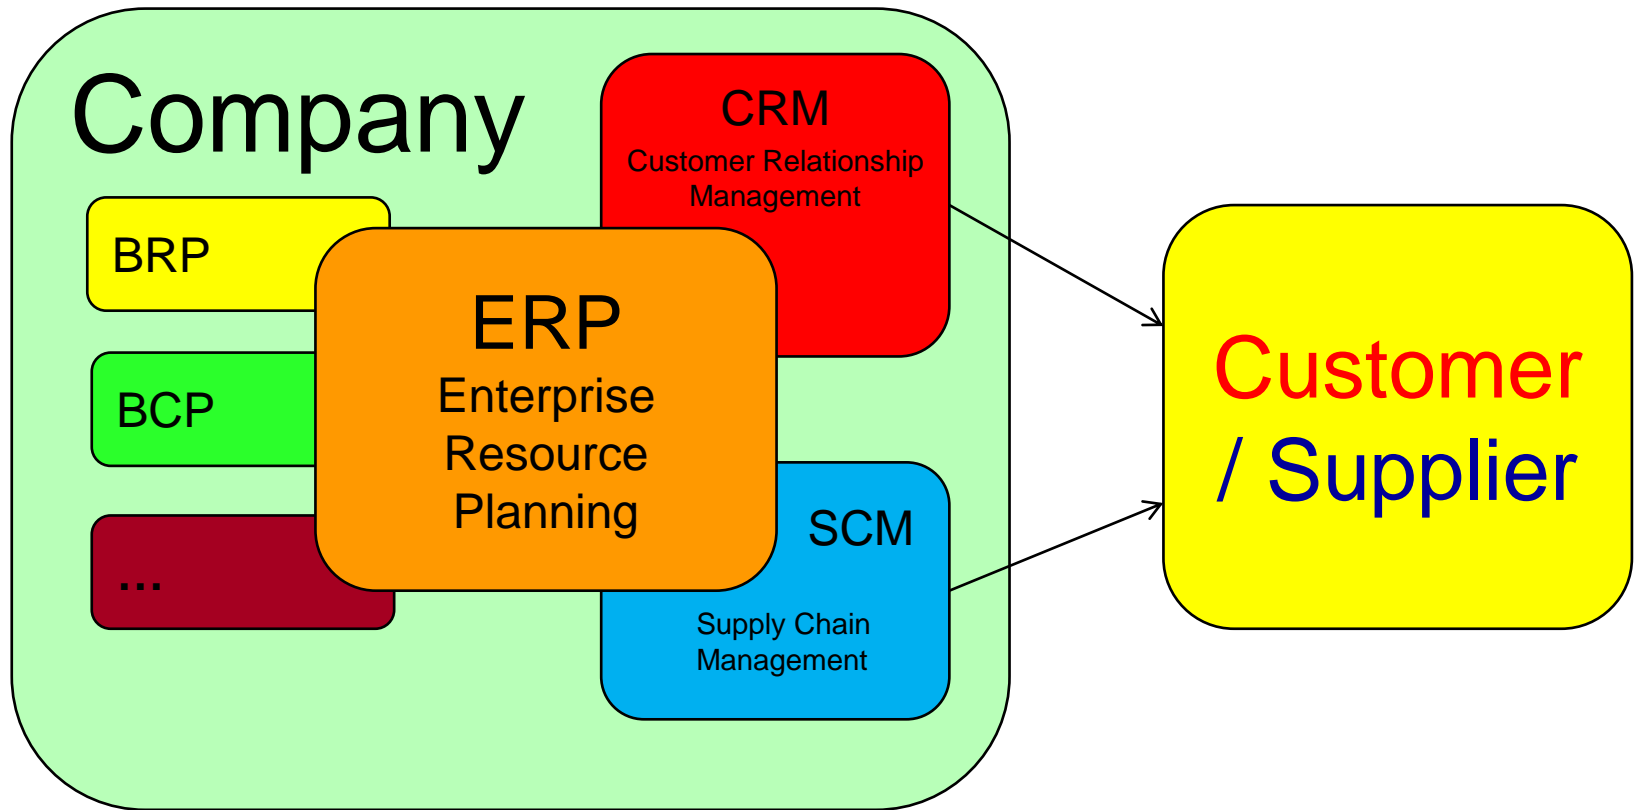 Company
CRM
Customer Relationship
Management
BRP
ERP
Enterprise
Resource
Planning
BCP
...
SCM
Supply Chain
Management
Customer
/ Supplier